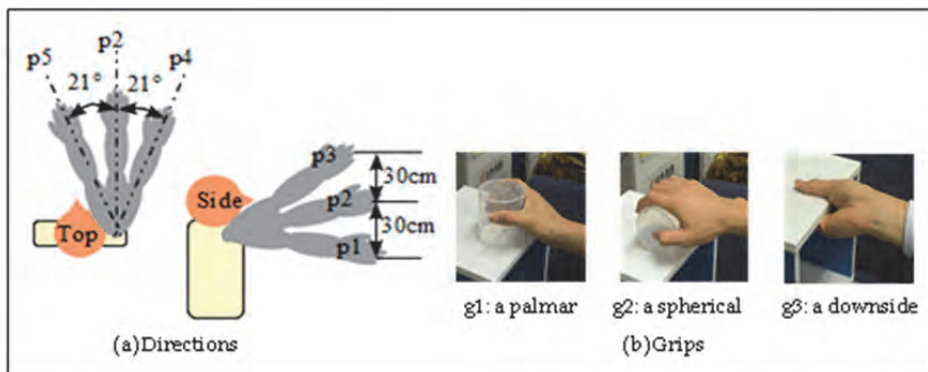 p5
p2
p4
21°
21°
Top
Side
p3
p2
p1
30cm
30cm
g1: a palmar
g2: a spherical
g3: a downside
(a)Directions
(b)Grips